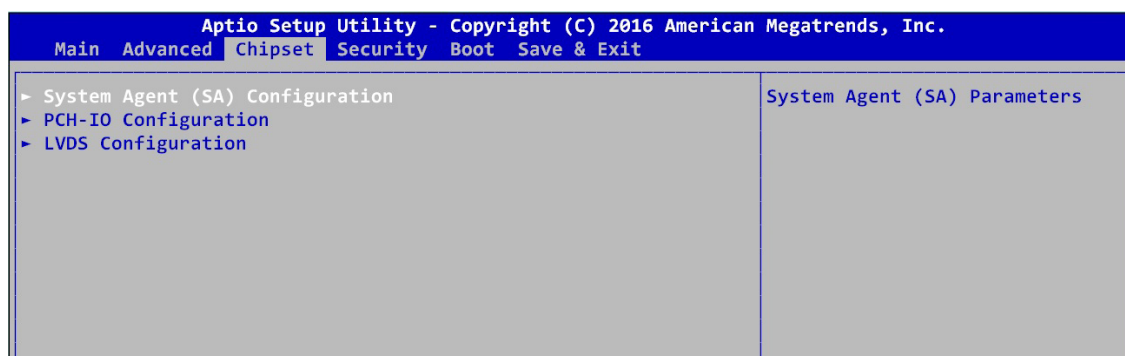 Aptio Setup Utility - Copyright (C) 2016 American Megatrends, Inc.
Main Advanced Chipset Security Boot Save & Exit
► System Agent (SA) Configuration
System Agent (SA) Parameters
► PCH-IO Configuration
► LVDS Configuration